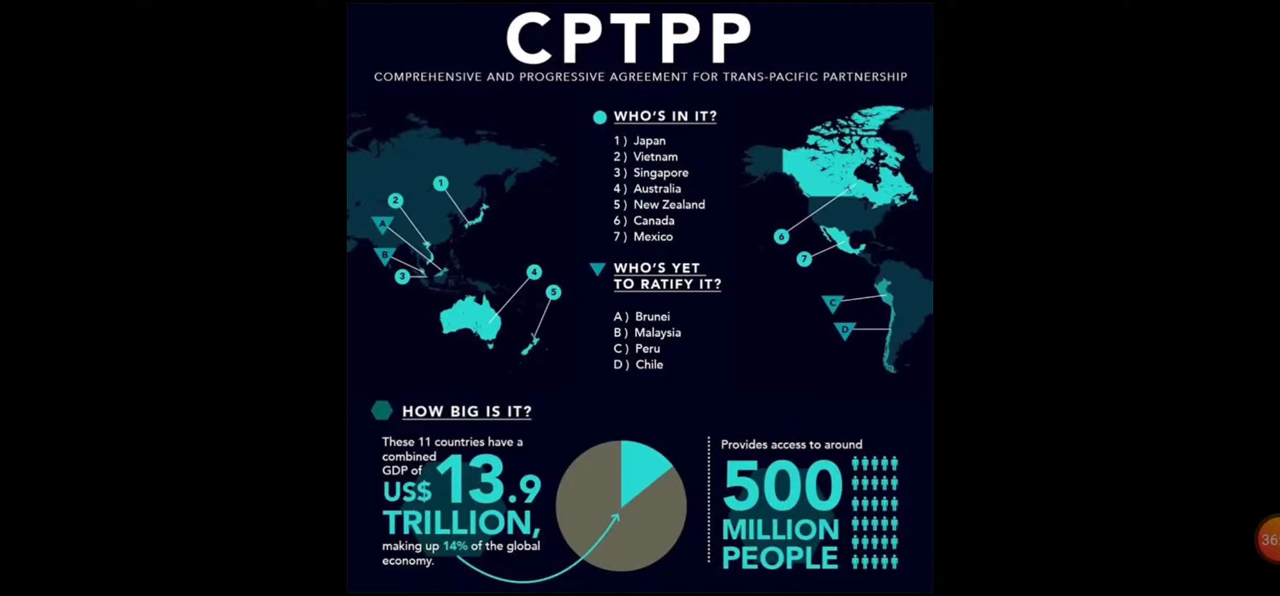 CPTPP
COMPREHENSIVE AND PROGRESSIVE AGREEMENT FOR TRANS-PACIFIC PARTNERSHIP
WHO'S IN IT?
1) Japan
2) Vietnam
3) Singapore
4) Australia
5) New Zealand
6) Canada
7) Mexico
1
2
A
B
3
4
5
6
7
C
D
WHO'S YET
TO RATIFY IT?
A) Brunei
B) Malaysia
C) Peru
D) Chile
HOW BIG IS IT?
These 11 countries have a
combined
GDP of
US$ 13.9
TRILLION,
making up 14% of the global
economy.
Provides access to around
500
MILLION
PEOPLE
36